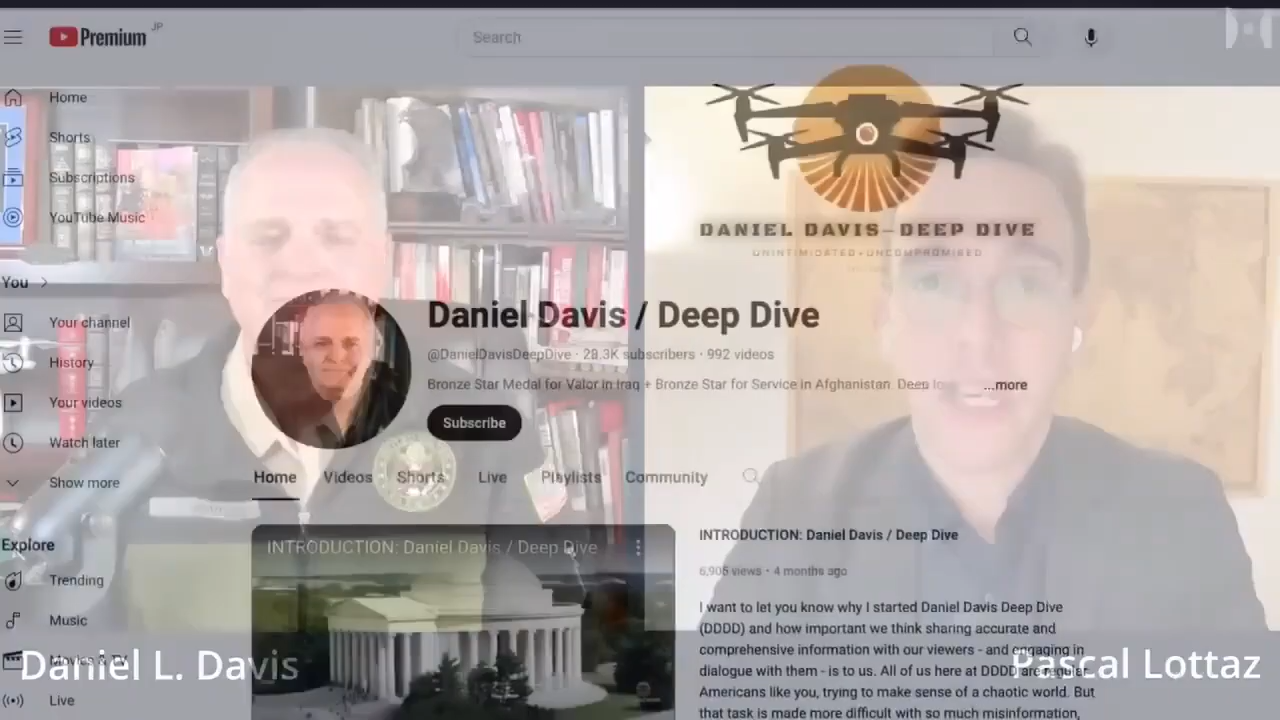 Premium JP
Search
Home
Shorts
Subscriptions
YouTube Music
You
Your channel
History
Your videos
Watch later
Show more
Explore
Trending
Music
Movies & TV
Live
DANIEL DAVIS—DEEP DIVE
UNINTIMIDATED+UNCOMPROMISED
Daniel Davis / Deep Dive
@DanielDavisDeepDive · 28.3K subscribers · 992 videos
Bronze Star Medal for Valor in Iraq + Bronze Star for Service in Afghanistan. Deep ...more
Subscribe
Home Videos Shorts Live Playlists Community
INTRODUCTION: Daniel Davis / Deep Dive
INTRODUCTION: Daniel Davis / Deep Dive
6,905 views • 4 months ago
I want to let you know why I started Daniel Davis Deep Dive
(DDDD) and how important we think sharing accurate and
comprehensive information with our viewers - and engaging in
dialogue with them - is to us. All of us here at DDDD are regular
Americans like you, trying to make sense of a chaotic world. But
that task is made more difficult with so much misinformation,
Daniel L. Davis
Pascal Lottaz